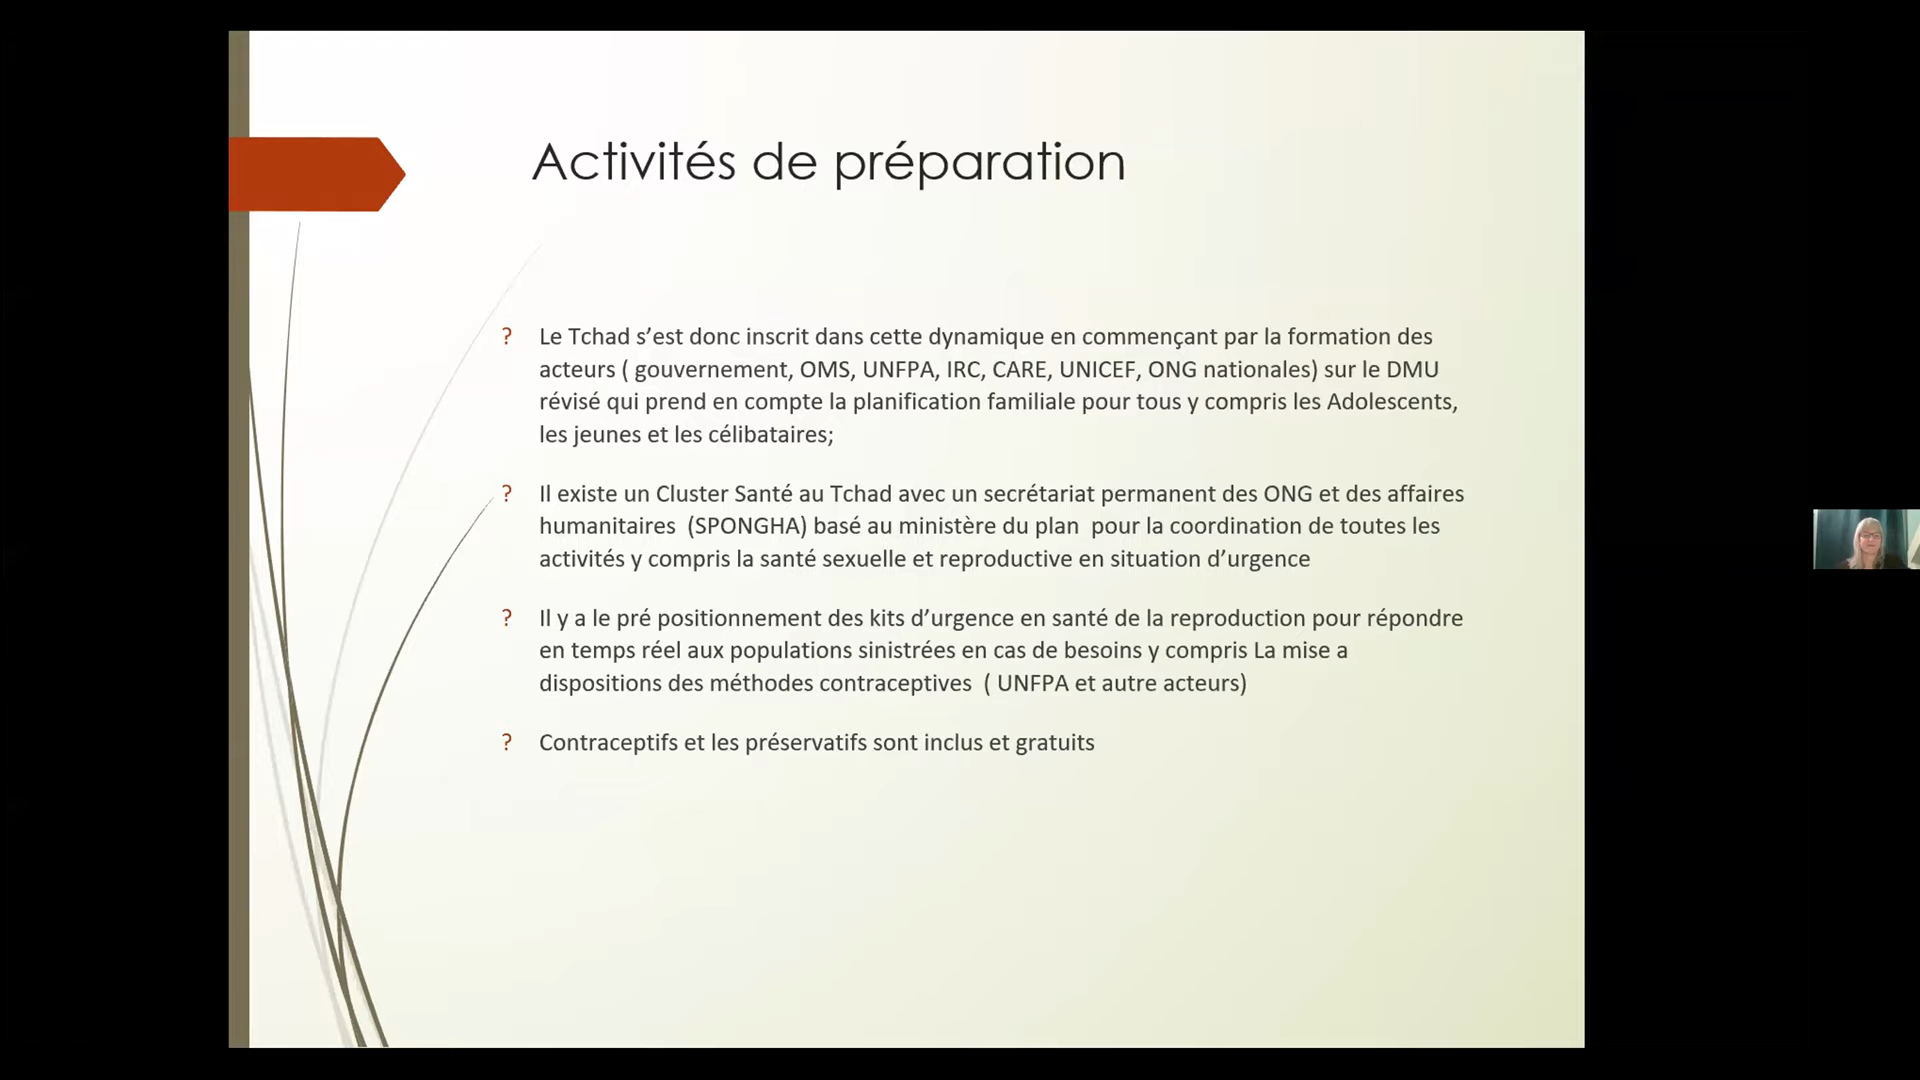 Activités de préparation
? Le Tchad s’est donc inscrit dans cette dynamique en commençant par la formation des
acteurs ( gouvernement, OMS, UNFPA, IRC, CARE, UNICEF, ONG nationales) sur le DMU
révisé qui prend en compte la planification familiale pour tous y compris les Adolescents,
les jeunes et les célibataires;
? Il existe un Cluster Santé au Tchad avec un secrétariat permanent des ONG et des affaires
humanitaires  (SPONGHA) basé au ministère du plan  pour la coordination de toutes les
activités y compris la santé sexuelle et reproductive en situation d’urgence
? Il y a le pré positionnement des kits d’urgence en santé de la reproduction pour répondre
en temps réel aux populations sinistrées en cas de besoins y compris La mise a
dispositions des méthodes contraceptives  ( UNFPA et autre acteurs)
? Contraceptifs et les préservatifs sont inclus et gratuits